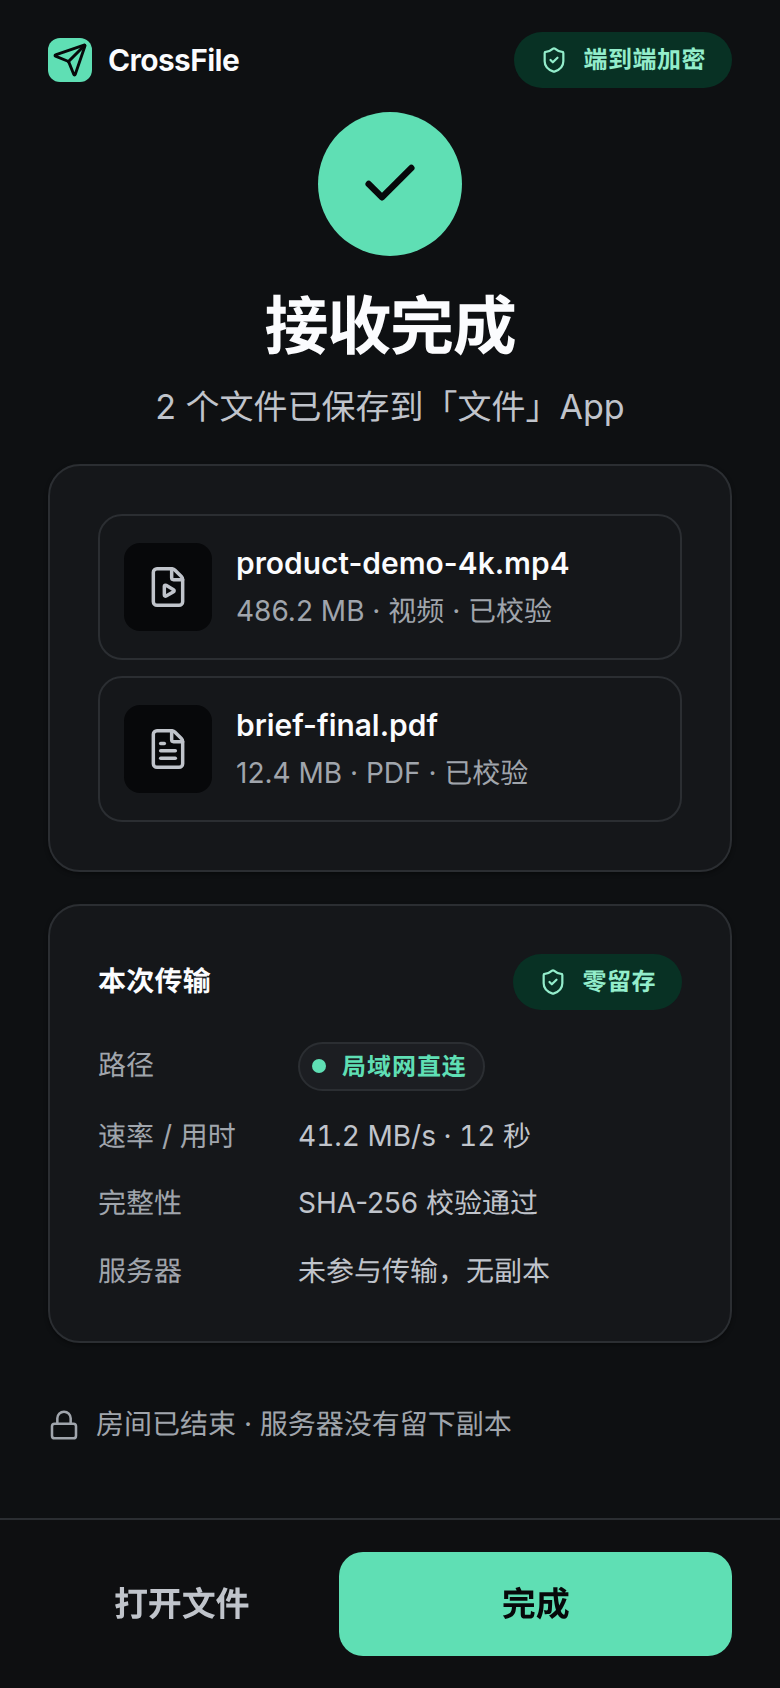 CrossFile
端到端加密
接收完成
2 个文件已保存到「文件」App
product-demo-4k.mp4
486.2 MB · 视频 · 已校验
brief-final.pdf
12.4 MB · PDF · 已校验
本次传输
零留存
路径
局域网直连
速率 / 用时
41.2 MB/s · 12 秒
完整性
SHA-256 校验通过
服务器
未参与传输，无副本
房间已结束 · 服务器没有留下副本
打开文件
完成